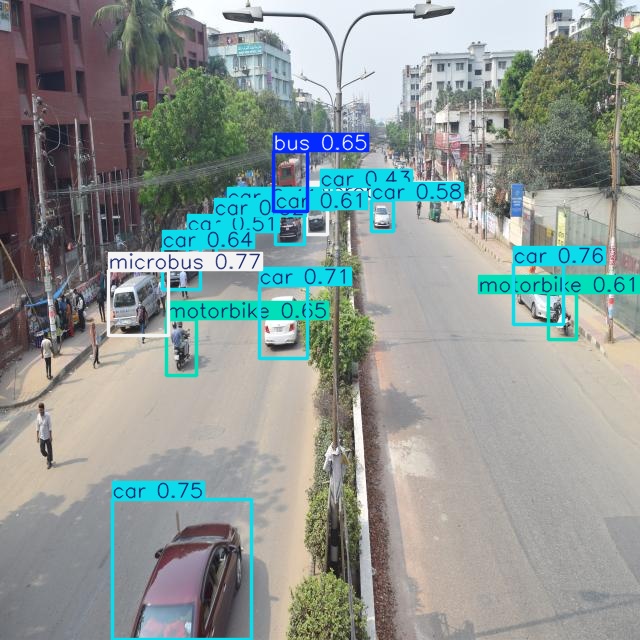 bus 0.65
car 0.43
car 0.58
car 0.61
car
car 0.51
car 0.64
microbus 0.77
car 0.76
car 0.71
motorbike 0.61
motorbike 0.65
car 0.75